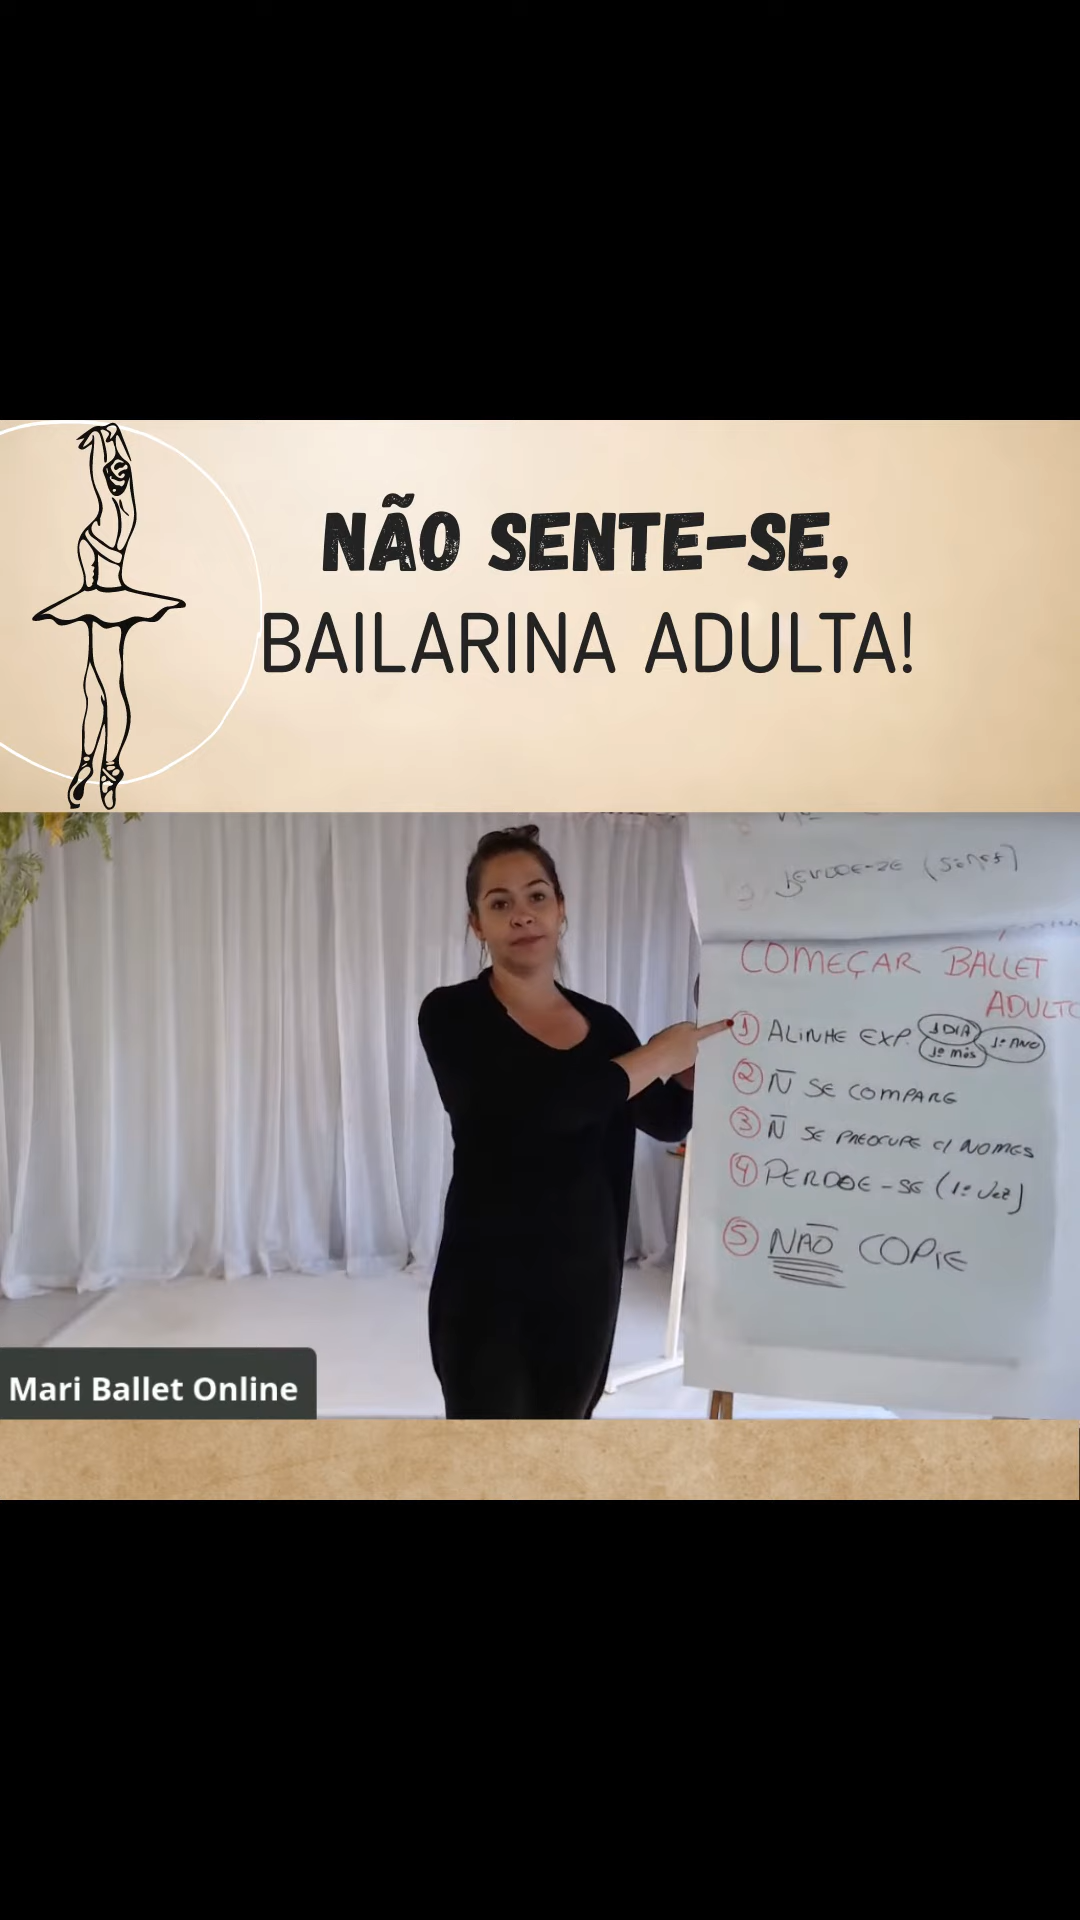 NÃO SENTE-SE,
BAILARINA ADULTA!
COMEÇAR BALLET
ADULTO
1 ALINHE EXP. 1 DIA 1º MÊS 1º ANO
2 N̄ SE COMPARE
3 N̄ SE PREOCUPE C/ NOMES
4 PERDOE-SE (1ª Vez)
5 NÃO COPIE
Mari Ballet Online